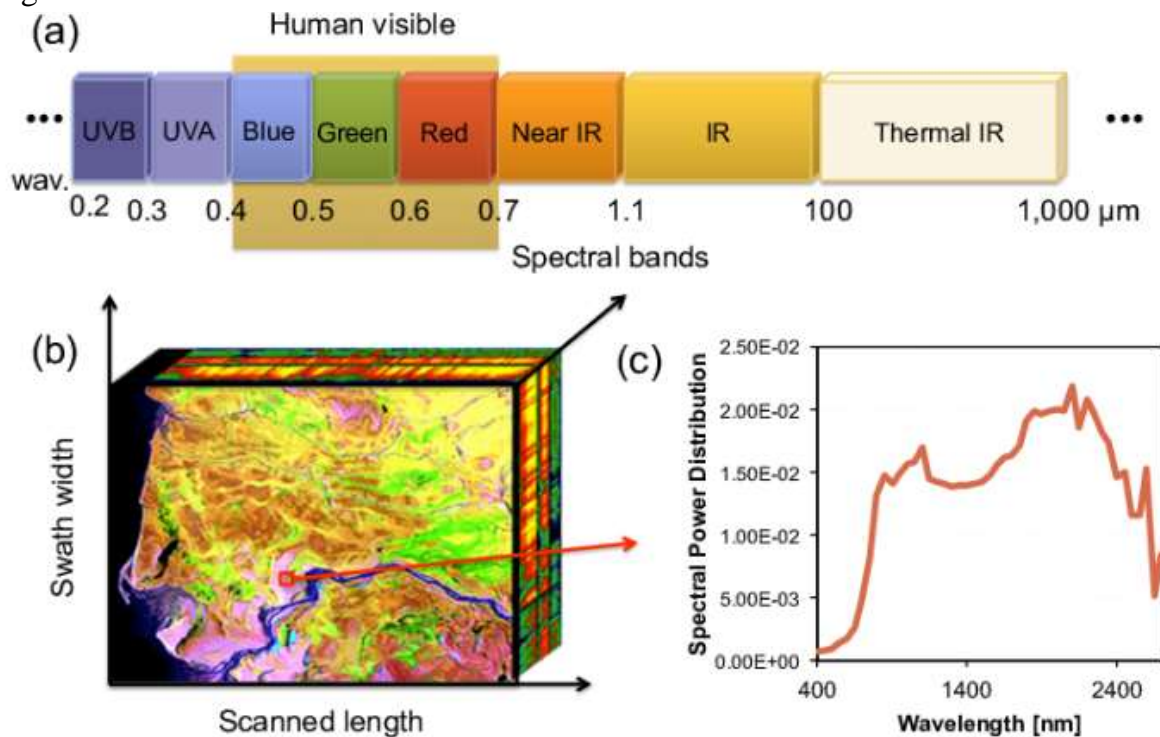 (a)
Human visible
... UVB UVA Blue Green Red Near IR IR Thermal IR ...
wav.
0.2 0.3 0.4 0.5 0.6 0.7 1.1 100 1,000 µm
Spectral bands
(b)
Swath width
Scanned length
(c)
Spectral Power Distribution
2.50E-02
2.00E-02
1.50E-02
1.00E-02
5.00E-03
0.00E+00
400 1400 2400
Wavelength [nm]